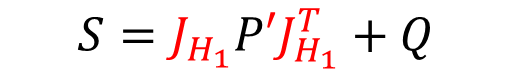 $S = J_{H_1} P' J_{H_1}^T + Q$